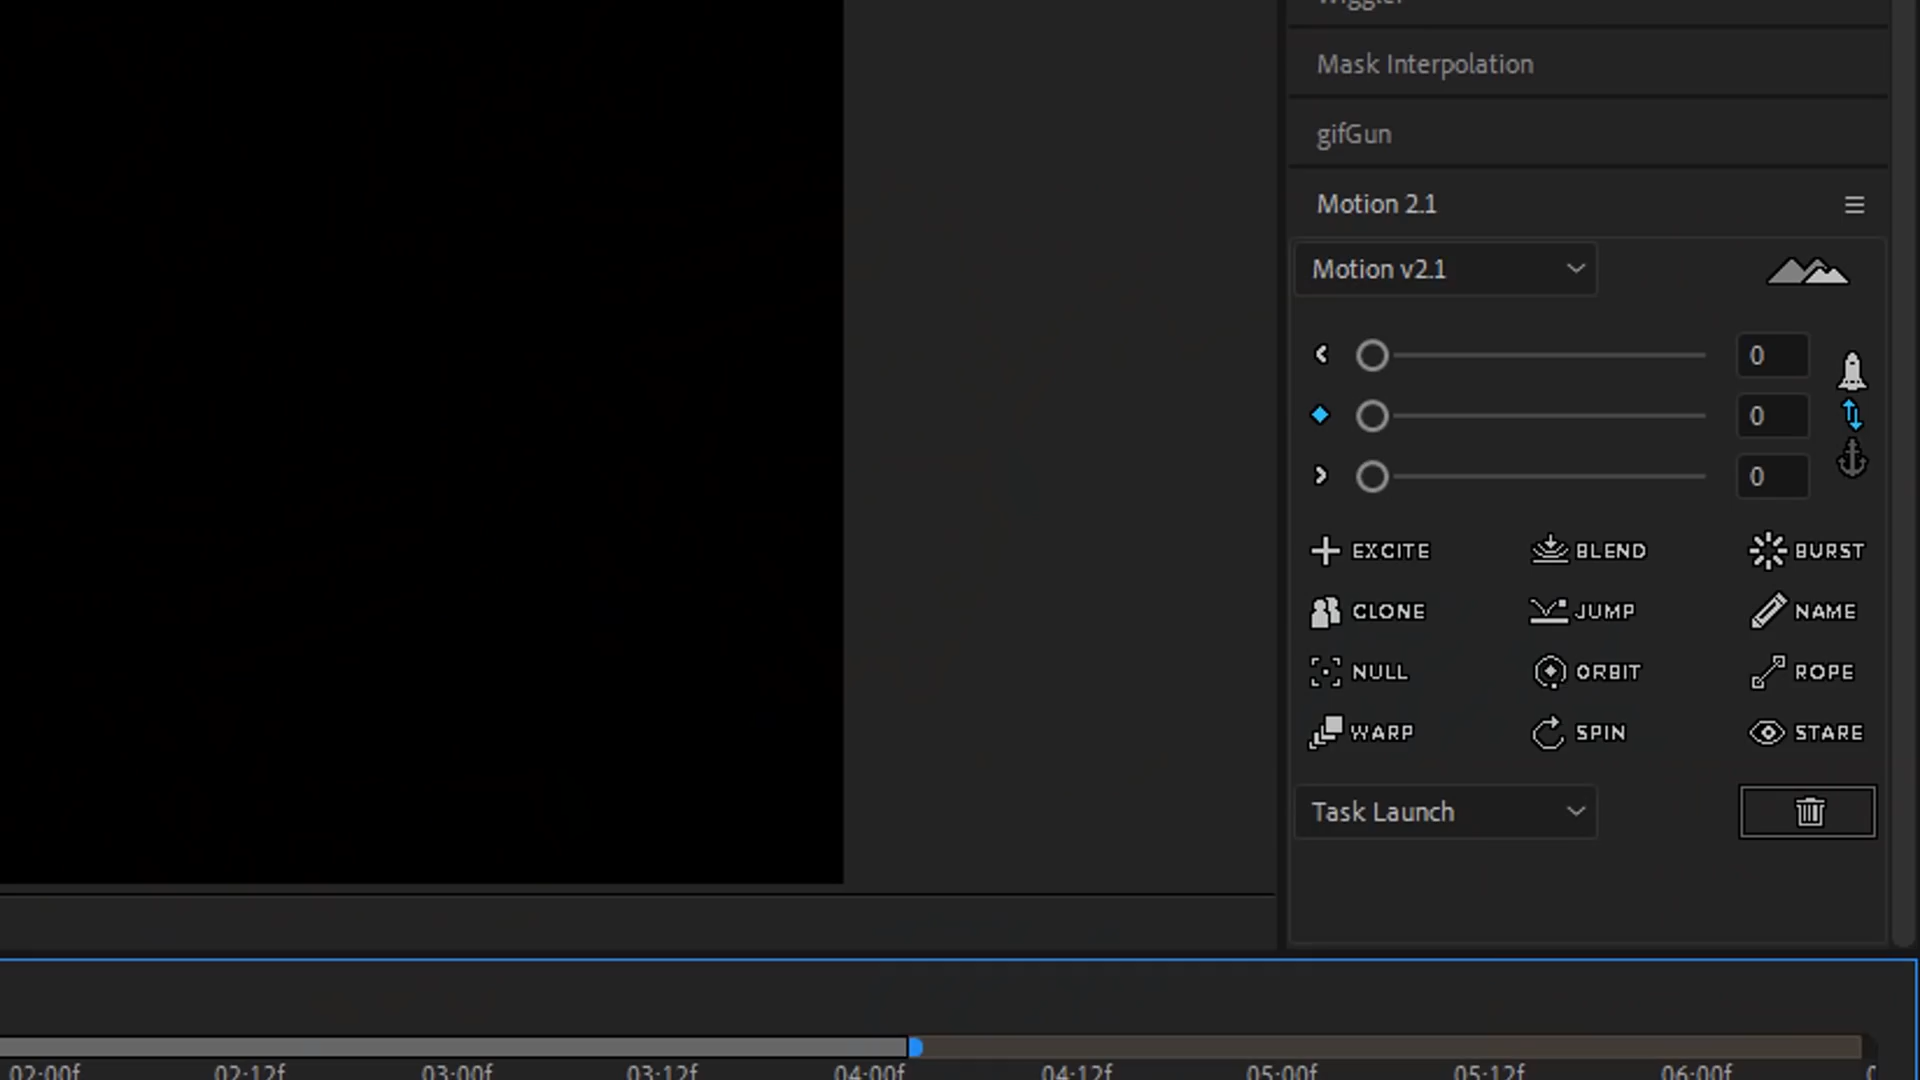 Wiggler
Mask Interpolation
gifGun
Motion 2.1
Motion v2.1
0
0
0
EXCITE BLEND BURST
CLONE JUMP NAME
NULL ORBIT ROPE
WARP SPIN STARE
Task Launch
02:00f 02:12f 03:00f 03:12f 04:00f 04:12f 05:00f 05:12f 06:00f